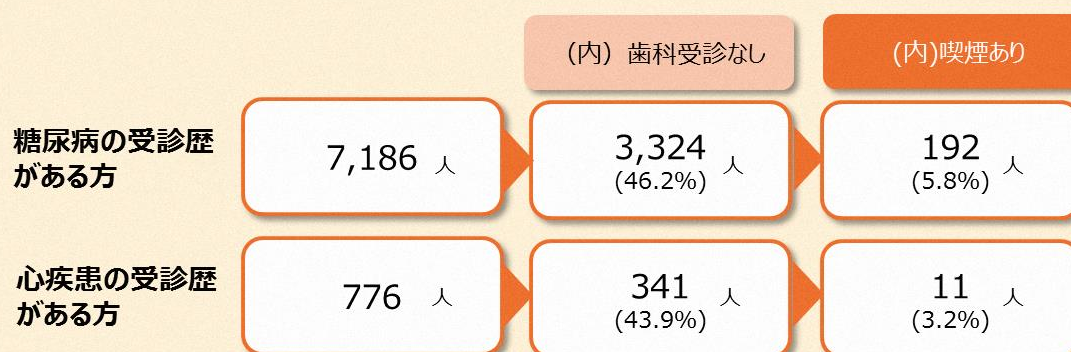 (内) 歯科受診なし
(内)喫煙あり
糖尿病の受診歴
がある方
7,186 人
3,324 人
(46.2%)
192 人
(5.8%)
心疾患の受診歴
がある方
776 人
341 人
(43.9%)
11 人
(3.2%)